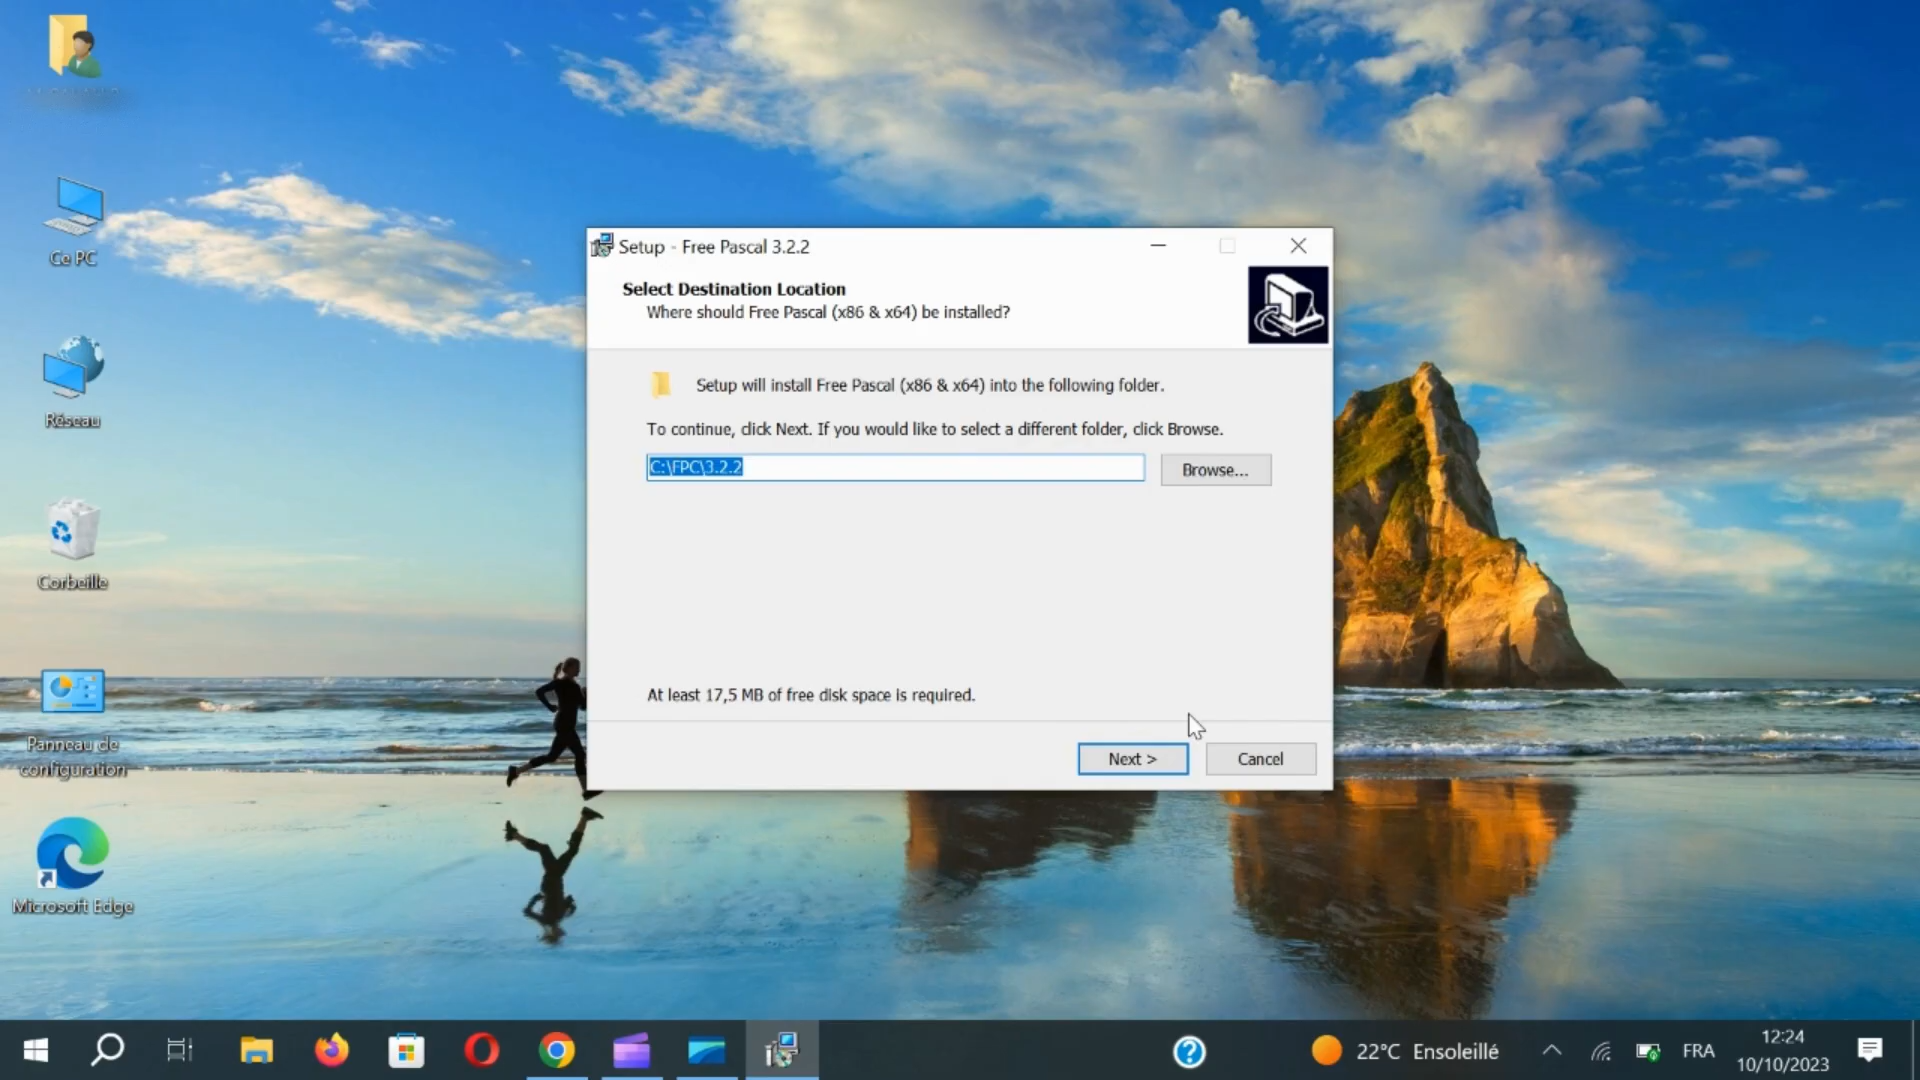 Ce PC
Réseau
Corbeille
Panneau de
configuration
Microsoft Edge
Setup - Free Pascal 3.2.2
Select Destination Location
Where should Free Pascal (x86 & x64) be installed?
Setup will install Free Pascal (x86 & x64) into the following folder.
To continue, click Next. If you would like to select a different folder, click Browse.
C:\FPC\3.2.2
Browse...
At least 17,5 MB of free disk space is required.
Next >
Cancel
22°C Ensoleillé
FRA
12:24
10/10/2023